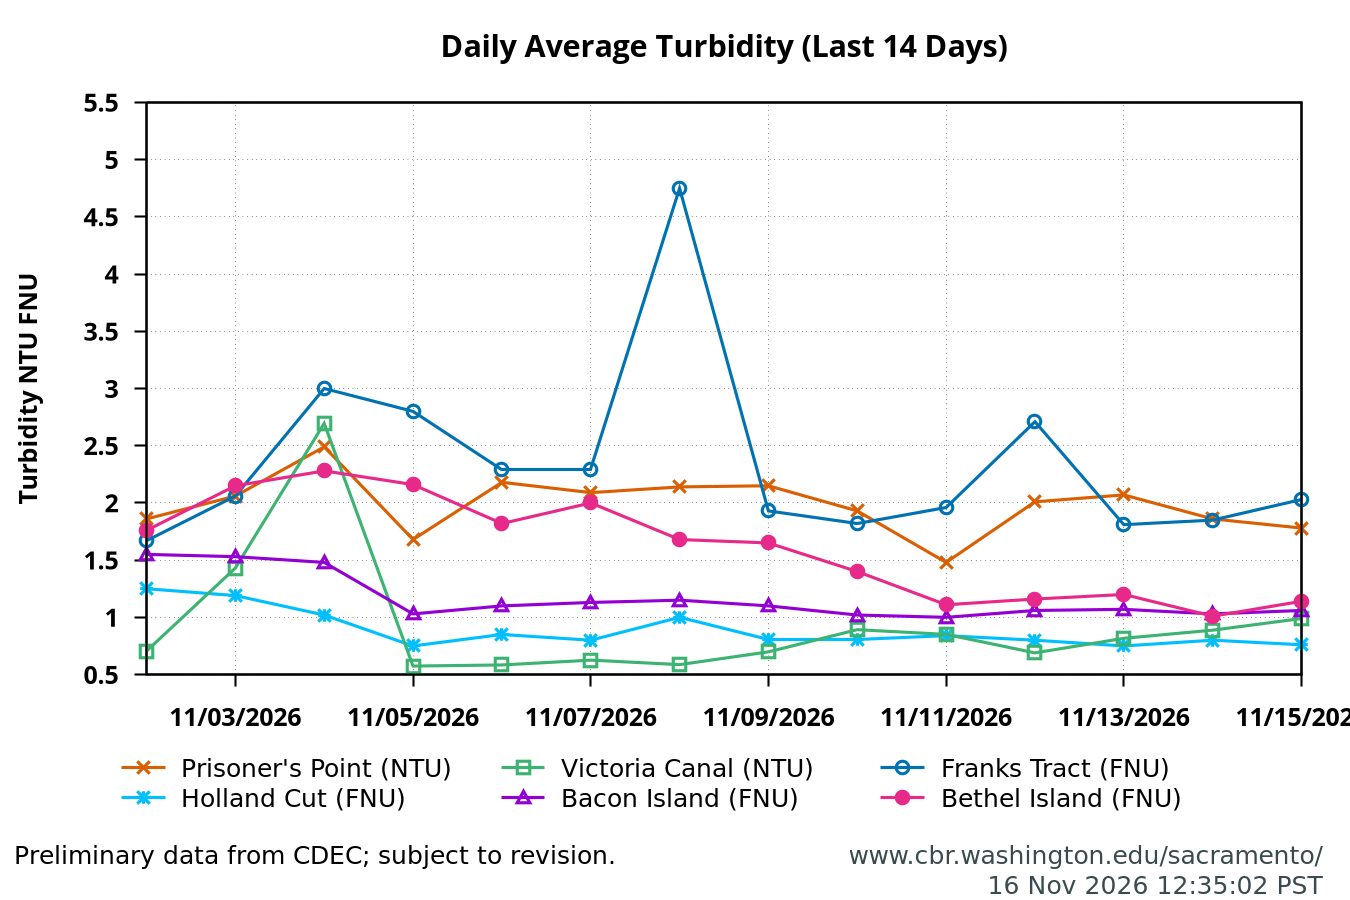 Daily Average Turbidity (Last 14 Days)
Turbidity NTU FNU
5.5
5
4.5
4
3.5
3
2.5
2
1.5
1
0.5
11/03/2026 11/05/2026 11/07/2026 11/09/2026 11/11/2026 11/13/2026 11/15/202
Prisoner's Point (NTU) Victoria Canal (NTU) Franks Tract (FNU)
Holland Cut (FNU) Bacon Island (FNU) Bethel Island (FNU)
Preliminary data from CDEC; subject to revision. www.cbr.washington.edu/sacramento/
16 Nov 2026 12:35:02 PST